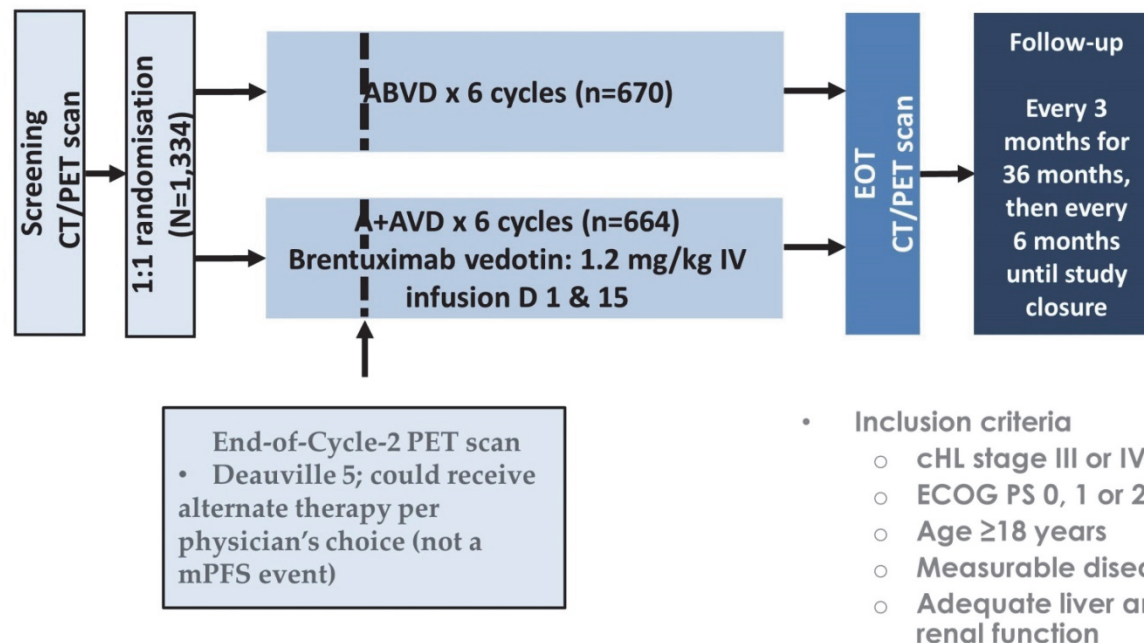 Screening
CT/PET scan
1:1 randomisation
(N=1,334)
ABVD x 6 cycles (n=670)
A+AVD x 6 cycles (n=664)
Brentuximab vedotin: 1.2 mg/kg IV
infusion D 1 & 15
EOT
CT/PET scan
Follow-up
Every 3
months for
36 months,
then every
6 months
until study
closure
End-of-Cycle-2 PET scan
• Deauville 5; could receive
alternate therapy per
physician's choice (not a
mPFS event)
• Inclusion criteria
○ cHL stage III or IV
○ ECOG PS 0, 1 or 2
○ Age ≥18 years
○ Measurable
○ Adequate liver
renal function